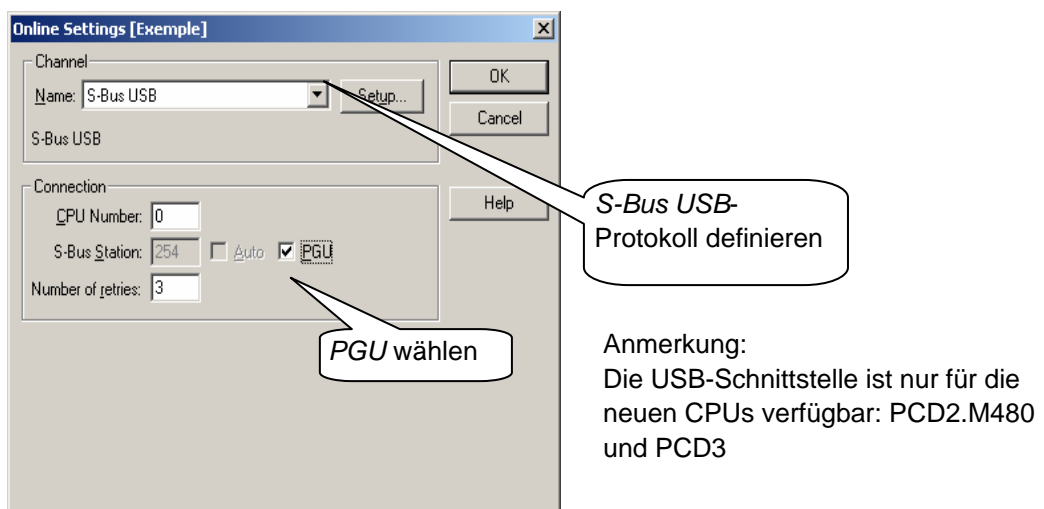 Online Settings [Exemple]
Channel
Name: S-Bus USB
Setup...
S-Bus USB
OK
Cancel
Connection
CPU Number: 0
S-Bus Station: 254 Auto PGU
Number of retries: 3
Help
S-Bus USB-
Protokoll definieren
PGU wählen
Anmerkung:
Die USB-Schnittstelle ist nur für die
neuen CPUs verfügbar: PCD2.M480
und PCD3